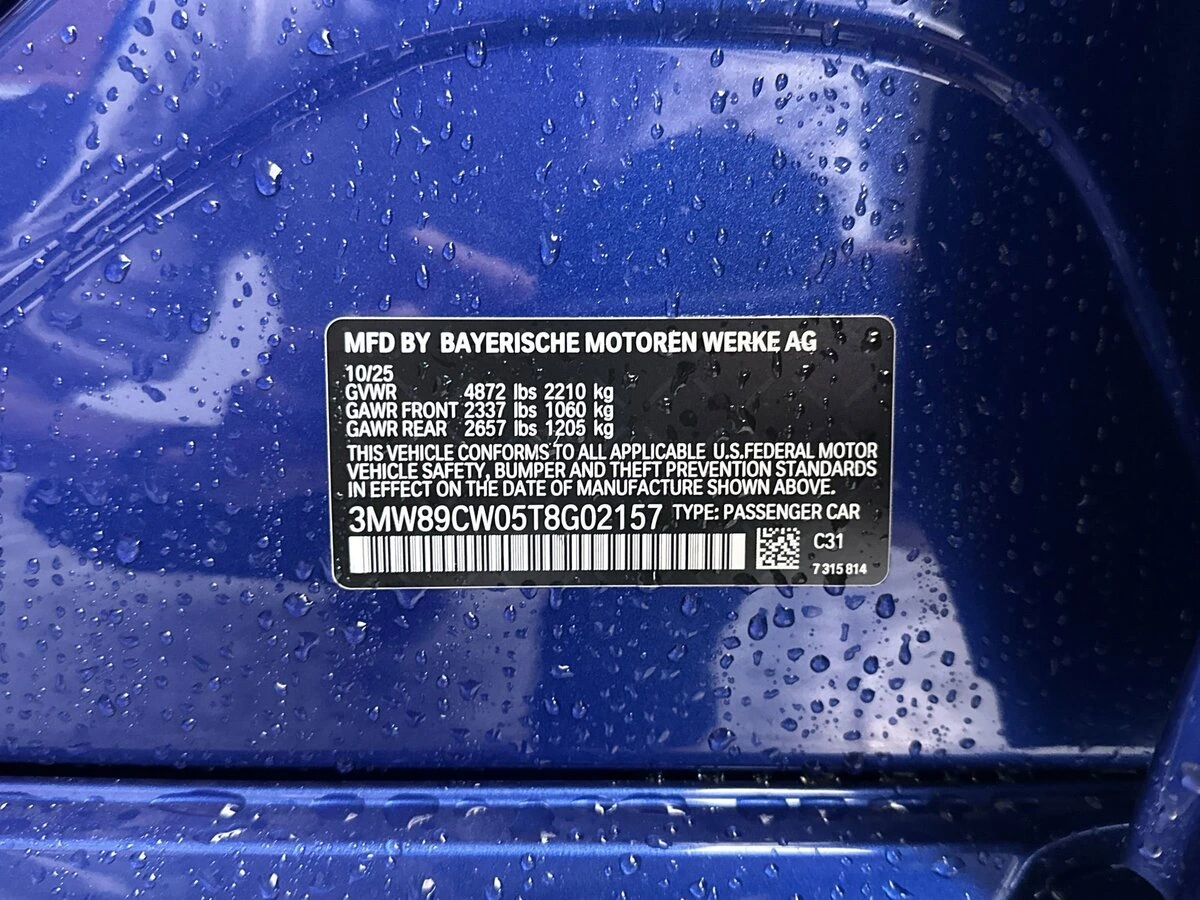 MFD BY BAYERISCHE MOTOREN WERKE AG
10/25
GVWR 4872 lbs 2210 kg
GAWR FRONT 2337 lbs 1060 kg
GAWR REAR 2657 lbs 1205 kg
THIS VEHICLE CONFORMS TO ALL APPLICABLE U.S.FEDERAL MOTOR
VEHICLE SAFETY, BUMPER AND THEFT PREVENTION STANDARDS
IN EFFECT ON THE DATE OF MANUFACTURE SHOWN ABOVE.
3MW89CW05T8G02157 TYPE: PASSENGER CAR
C31
7 315 814